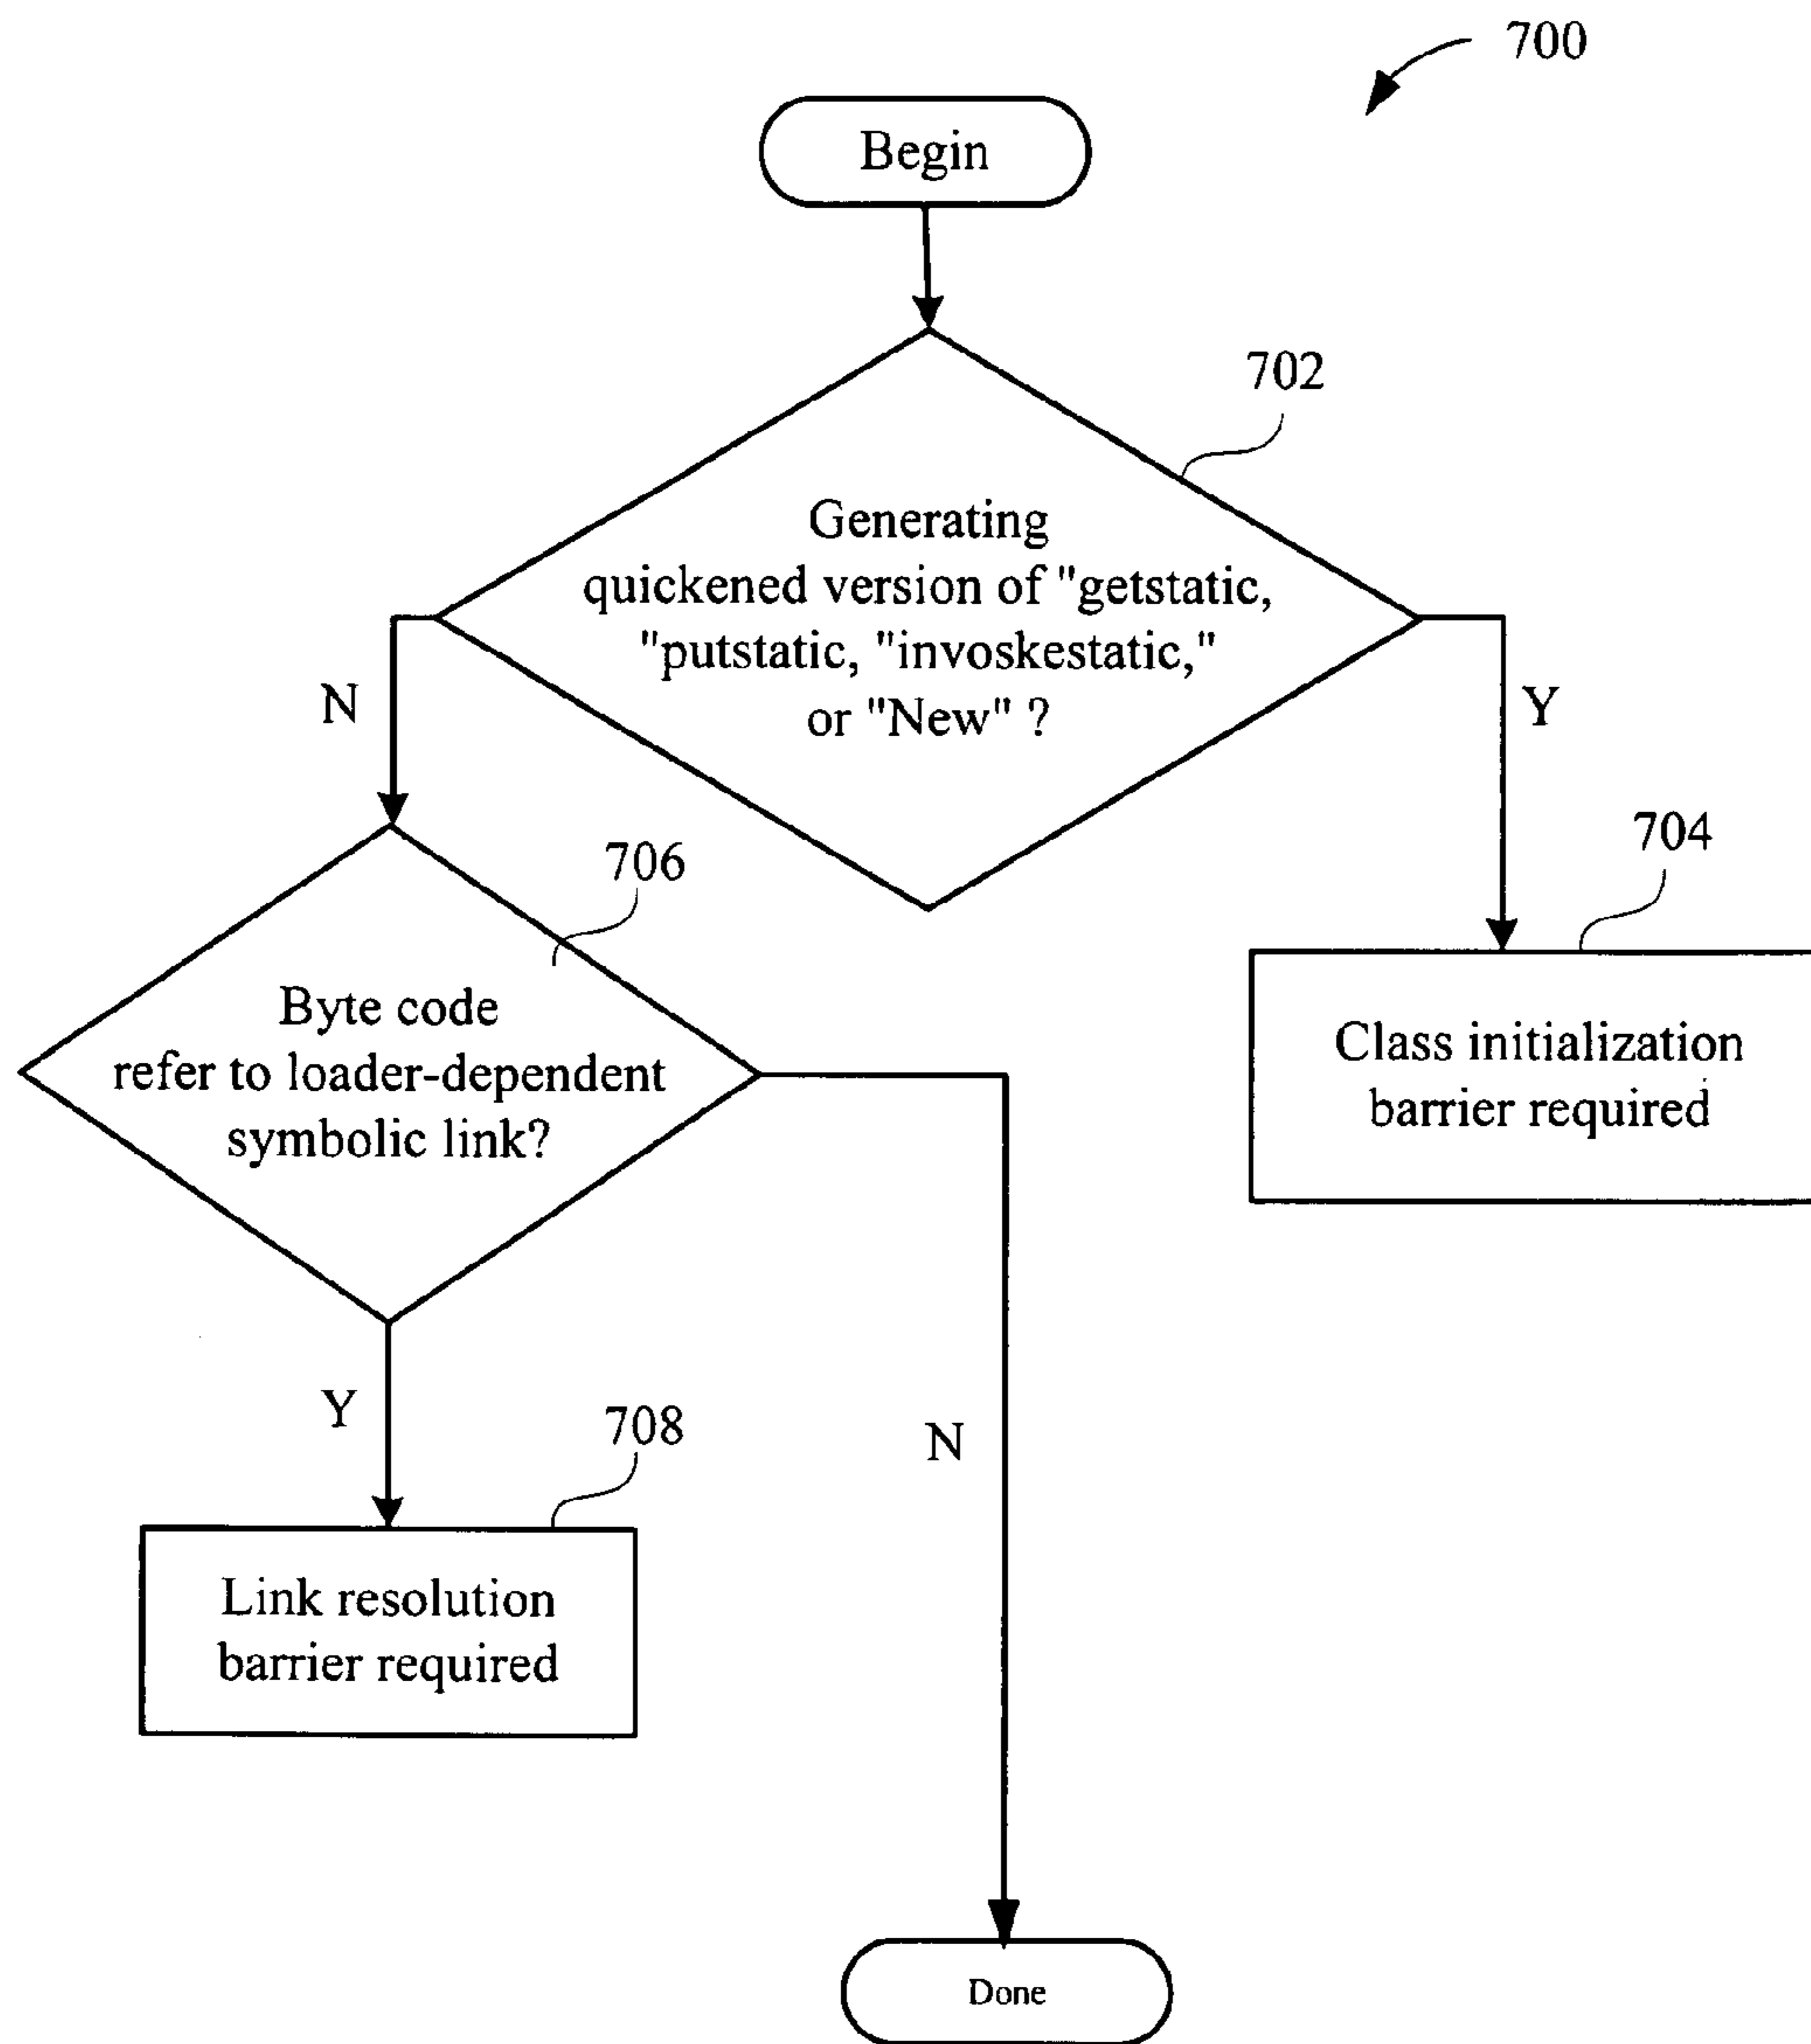 700
Begin
702
Generating
quickened version of "getstatic,
"putstatic, "invoskestatic,"
or "New" ?
N
Y
704
706
Byte code
refer to loader-dependent
symbolic link?
Class initialization
barrier required
Y
708
N
Link resolution
barrier required
Done